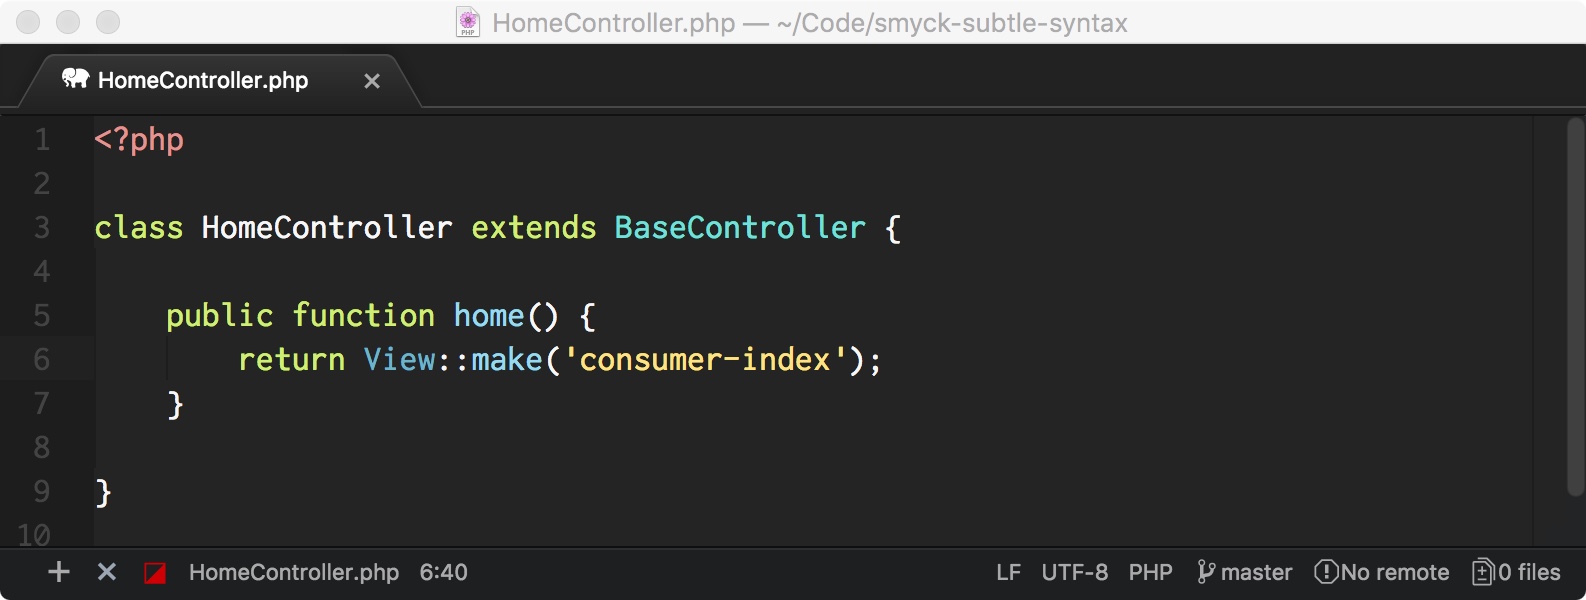 HomeController.php — ~/Code/smyck-subtle-syntax
HomeController.php ×
1 <?php
2
3 class HomeController extends BaseController {
4
5     public function home() {
6         return View::make('consumer-index');
7     }
8
9 }
10
+ × HomeController.php 6:40 LF UTF-8 PHP master No remote 0 files